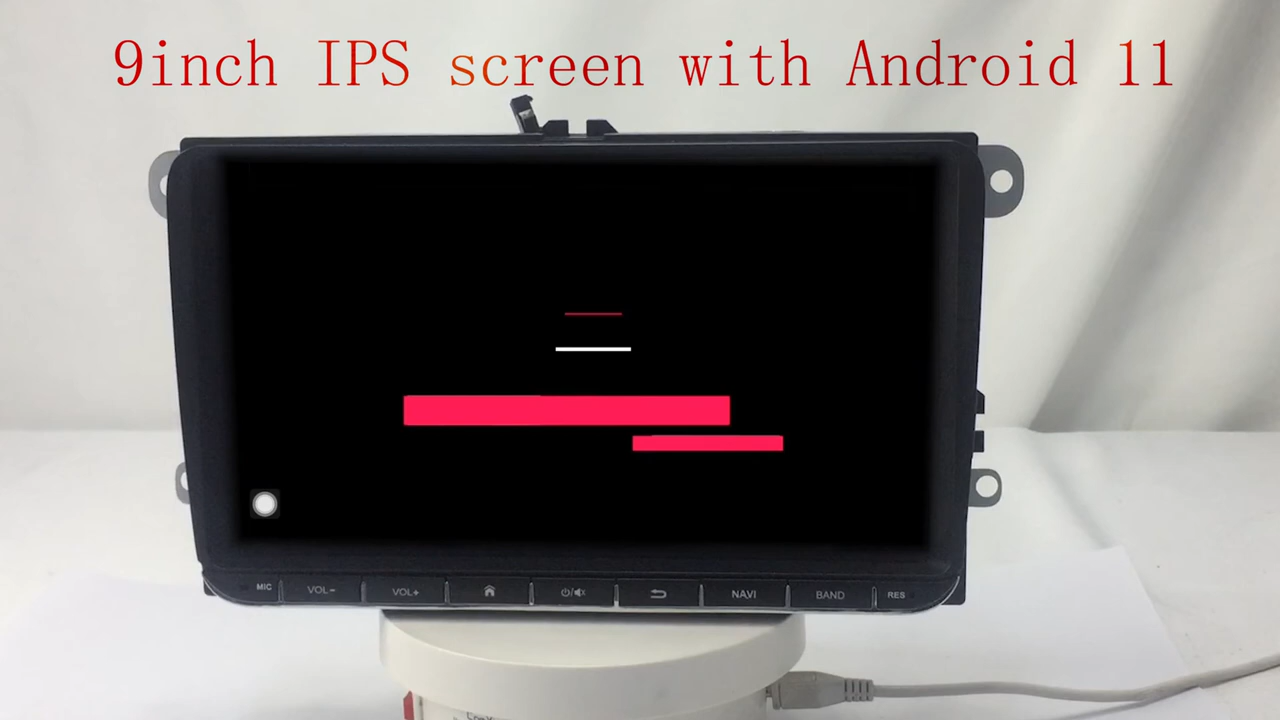 9inch IPS screen with Android 11
MIC VOL- VOL+ NAVI BAND RES